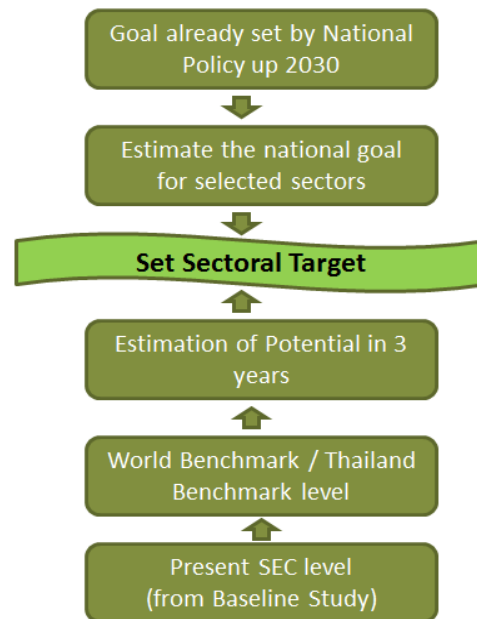 Goal already set by National
Policy up 2030
Estimate the national goal
for selected sectors
Set Sectoral Target
Estimation of Potential in 3
years
World Benchmark / Thailand
Benchmark level
Present SEC level
(from Baseline Study)